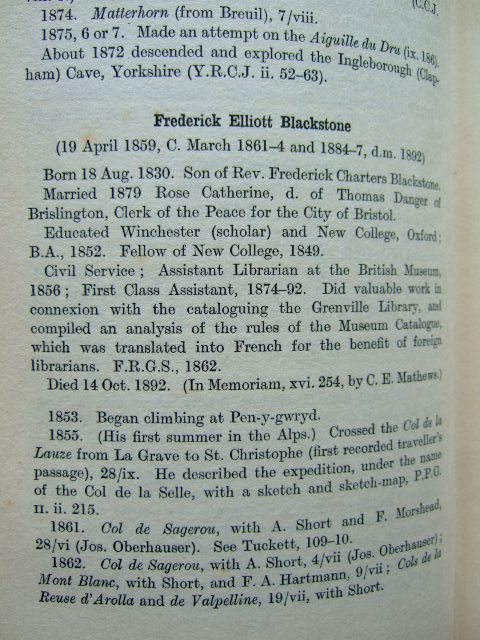 (C.C.J.
1874. Matterhorn (from Breuil), 7/viii.
1875, 6 or 7. Made an attempt on the Aiguille du Dru (ix. 186).
About 1872 descended and explored the Ingleborough (Clap-
ham) Cave, Yorkshire (Y.R.C.J. ii. 52–63).
Frederick Elliott Blackstone
(19 April 1859, C. March 1861–4 and 1884–7, d.m. 1892)
Born 18 Aug. 1830. Son of Rev. Frederick Charters Blackstone.
Married 1879 Rose Catherine, d. of Thomas Danger of
Brislington, Clerk of the Peace for the City of Bristol.
Educated Winchester (scholar) and New College, Oxford;
B.A., 1852. Fellow of New College, 1849.
Civil Service; Assistant Librarian at the British Museum,
1856; First Class Assistant, 1874–92. Did valuable work in
connexion with the cataloguing the Grenville Library, and
compiled an analysis of the rules of the Museum Catalogue,
which was translated into French for the benefit of foreign
librarians. F.R.G.S., 1862.
Died 14 Oct. 1892. (In Memoriam, xvi. 254, by C. E. Mathews.)
1853. Began climbing at Pen-y-gwryd.
1855. (His first summer in the Alps.) Crossed the Col de la
Lauze from La Grave to St. Christophe (first recorded traveller's
passage), 28/ix. He described the expedition, under the name
of the Col de la Selle, with a sketch and sketch-map, P.P.G.
II. ii. 215.
1861. Col de Sagerou, with A. Short and F. Morshead,
28/vi (Jos. Oberhauser). See Tuckett, 109–10.
1862. Col de Sagerou, with A. Short, 4/vii (Jos. Oberhauser);
Mont Blanc, with Short, and F. A. Hartmann, 9/vii; Cols de la
Reuse d'Arolla and de Valpelline, 19/vii, with Short.